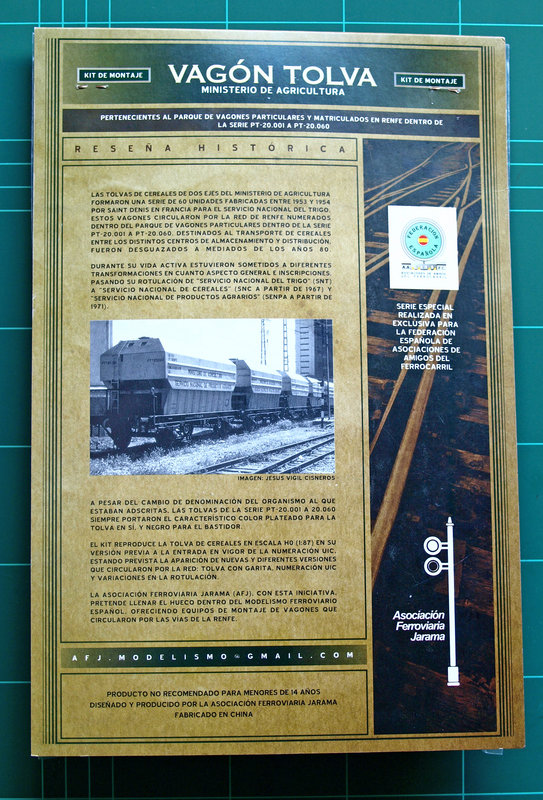 KIT DE MONTAJE
VAGÓN TOLVA
MINISTERIO DE AGRICULTURA
KIT DE MONTAJE
PERTENECIENTES AL PARQUE DE VAGONES PARTICULARES Y MATRICULADOS EN RENFE DENTRO DE
LA SERIE PT-20.001 A PT-20.060
RESEÑA HISTÓRICA
LAS TOLVAS DE CEREALES DE DOS EJES DEL MINISTERIO DE AGRICULTURA
FORMARON UNA SERIE DE 60 UNIDADES FABRICADAS ENTRE 1953 Y 1954
POR SAINT DENIS EN FRANCIA PARA EL SERVICIO NACIONAL DEL TRIGO.
ESTOS VAGONES CIRCULARON POR LA RED DE RENFE NUMERADOS
DENTRO DEL PARQUE DE VAGONES PARTICULARES DENTRO DE LA SERIE
PT-20.001 A PT-20.060. DESTINADOS AL TRANSPORTE DE CEREALES
ENTRE LOS DISTINTOS CENTROS DE ALMACENAMIENTO Y DISTRIBUCIÓN,
FUERON DESGUAZADOS A MEDIADOS DE LOS AÑOS 80.
DURANTE SU VIDA ACTIVA ESTUVIERON SOMETIDOS A DIFERENTES
TRANSFORMACIONES EN CUANTO ASPECTO GENERAL E INSCRIPCIONES,
PASANDO SU ROTULACIÓN DE "SERVICIO NACIONAL DEL TRIGO" (SNT)
A "SERVICIO NACIONAL DE CEREALES" (SNC A PARTIR DE 1967) Y
"SERVICIO NACIONAL DE PRODUCTOS AGRARIOS" (SENPA A PARTIR DE
1971).
IMAGEN: JESUS VIGIL CISNEROS
A PESAR DEL CAMBIO DE DENOMINACIÓN DEL ORGANISMO AL QUE
ESTABAN ADSCRITAS, LAS TOLVAS DE LA SERIE PT-20.001 A 20.060
SIEMPRE PORTARON EL CARACTERÍSTICO COLOR PLATEADO PARA LA
TOLVA EN SÍ, Y NEGRO PARA EL BASTIDOR.
EL KIT REPRODUCE LA TOLVA DE CEREALES EN ESCALA H0 (1:87) EN SU
VERSIÓN PREVIA A LA ENTRADA EN VIGOR DE LA NUMERACIÓN UIC,
ESTANDO PREVISTA LA APARICIÓN DE NUEVAS Y DIFERENTES VERSIONES
QUE CIRCULARON POR LA RED: TOLVA CON GARITA, NUMERACIÓN UIC
Y VARIACIONES EN LA ROTULACIÓN.
LA ASOCIACIÓN FERROVIARIA JARAMA (AFJ), CON ESTA INICIATIVA,
PRETENDE LLENAR EL HUECO DENTRO DEL MODELISMO FERROVIARIO
ESPAÑOL, OFRECIENDO EQUIPOS DE MONTAJE DE VAGONES QUE
CIRCULARON POR LAS VÍAS DE LA RENFE.
AFJ.MODELISMO@GMAIL.COM
PRODUCTO NO RECOMENDADO PARA MENORES DE 14 AÑOS
DISEÑADO Y PRODUCIDO POR LA ASOCIACIÓN FERROVIARIA JARAMA
FABRICADO EN CHINA
FEDERACIÓN
ESPAÑOLA
SERIE ESPECIAL
REALIZADA EN
EXCLUSIVA PARA
LA FEDERACIÓN
ESPAÑOLA DE
ASOCIACIONES DE
AMIGOS DEL
FERROCARRIL
Asociación
Ferroviaria
Jarama